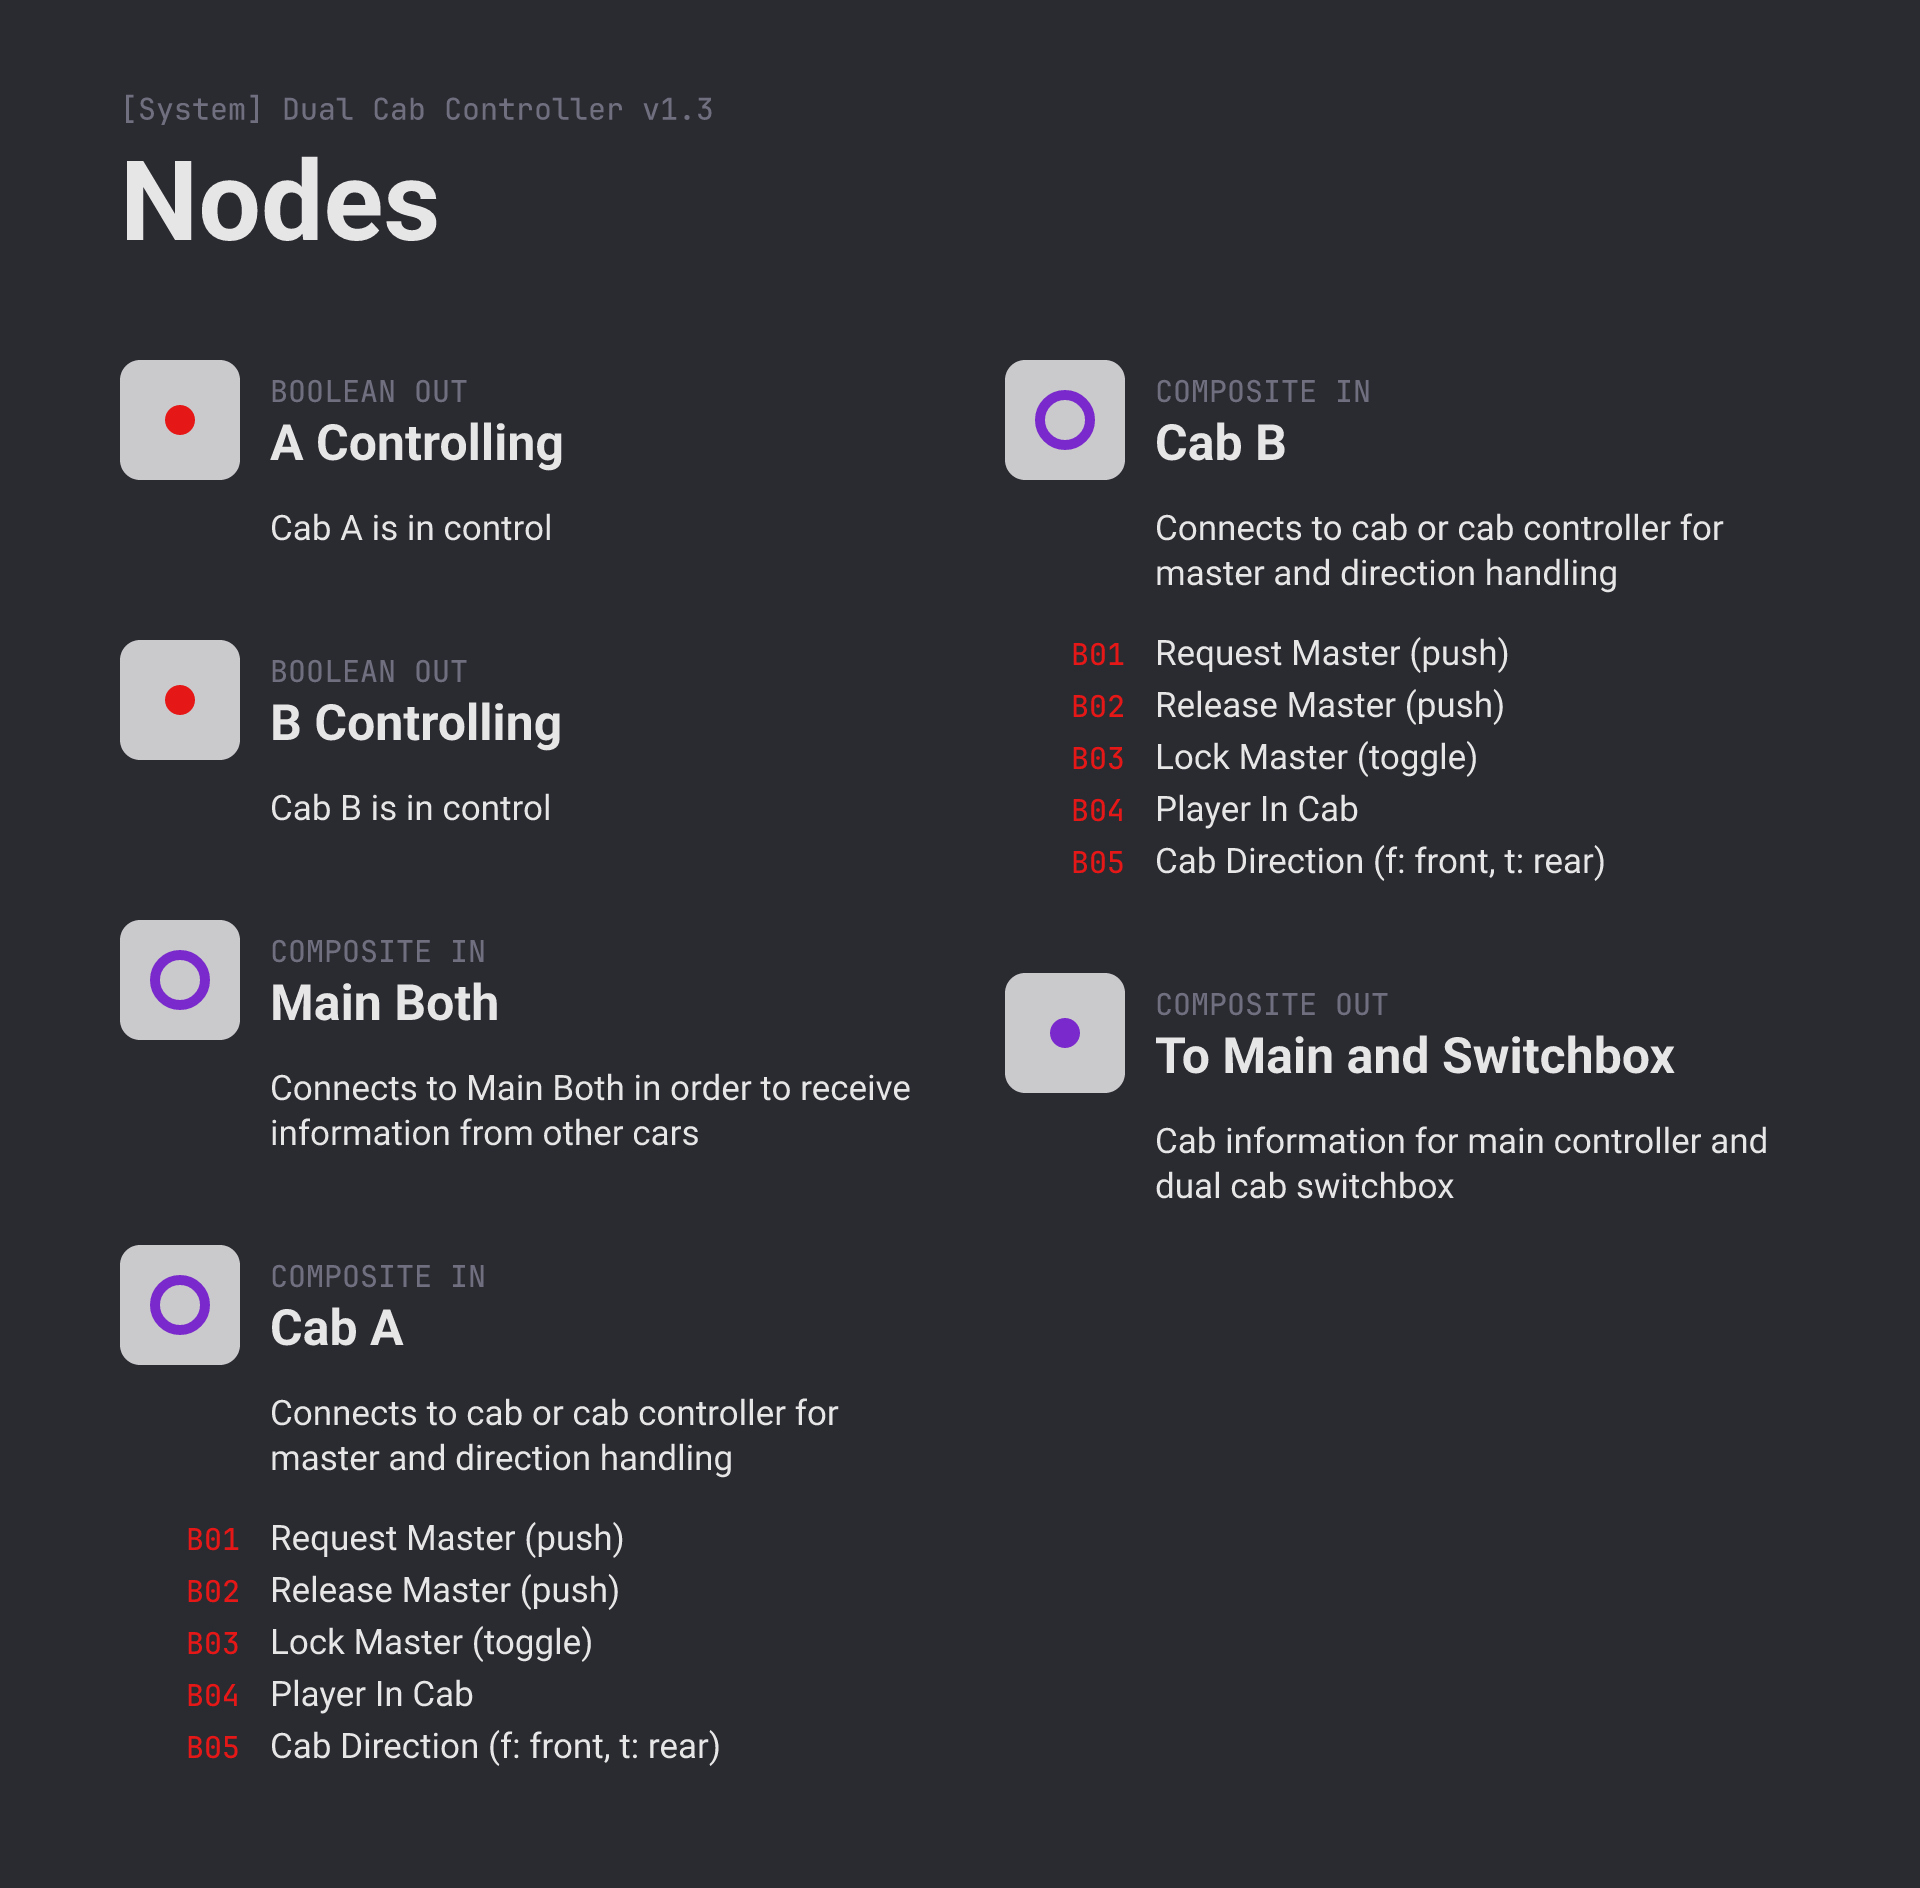 [System] Dual Cab Controller v1.3
Nodes
BOOLEAN OUT
A Controlling
Cab A is in control
BOOLEAN OUT
B Controlling
Cab B is in control
COMPOSITE IN
Main Both
Connects to Main Both in order to receive
information from other cars
COMPOSITE IN
Cab A
Connects to cab or cab controller for
master and direction handling
B01 Request Master (push)
B02 Release Master (push)
B03 Lock Master (toggle)
B04 Player In Cab
B05 Cab Direction (f: front, t: rear)
COMPOSITE IN
Cab B
Connects to cab or cab controller for
master and direction handling
B01 Request Master (push)
B02 Release Master (push)
B03 Lock Master (toggle)
B04 Player In Cab
B05 Cab Direction (f: front, t: rear)
COMPOSITE OUT
To Main and Switchbox
Cab information for main controller and
dual cab switchbox